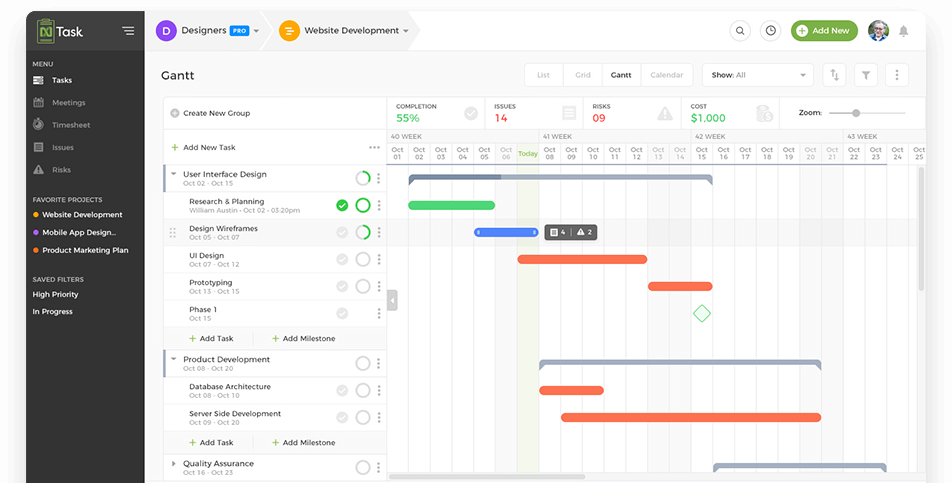 Task
Designers PRO
Website Development
Add New
MENU
Tasks
Meetings
Timesheet
Issues
Risks
FAVORITE PROJECTS
Website Development
Mobile App Design...
Product Marketing Plan
SAVED FILTERS
High Priority
In Progress
Gantt
List Grid Gantt Calendar
Show: All
Create New Group
COMPLETION
55%
ISSUES
14
RISKS
09
COST
$1,000
Zoom:
Add New Task
40 WEEK 41 WEEK 42 WEEK 43 WEEK
Oct Oct Oct Oct Oct Oct Today Oct Oct Oct Oct Oct Oct Oct Oct Oct Oct Oct Oct Oct Oct Oct Oct Oct Oct
01 02 03 04 05 06 08 09 10 11 12 13 14 15 17 18 19 20 20 21 22 23 24 25
User Interface Design
Oct 02 - Oct 15
Research & Planning
William Austin - Oct 02 - 03:20pm
Design Wireframes
Oct 05 - Oct 07
4 2
UI Design
Oct 07 - Oct 12
Prototyping
Oct 13 - Oct 15
Phase 1
Oct 15
Add Task Add Milestone
Product Development
Oct 08 - Oct 20
Database Architecture
Oct 08 - Oct 10
Server Side Development
Oct 09 - Oct 20
Add Task Add Milestone
Quality Assurance
Oct 16 - Oct 23